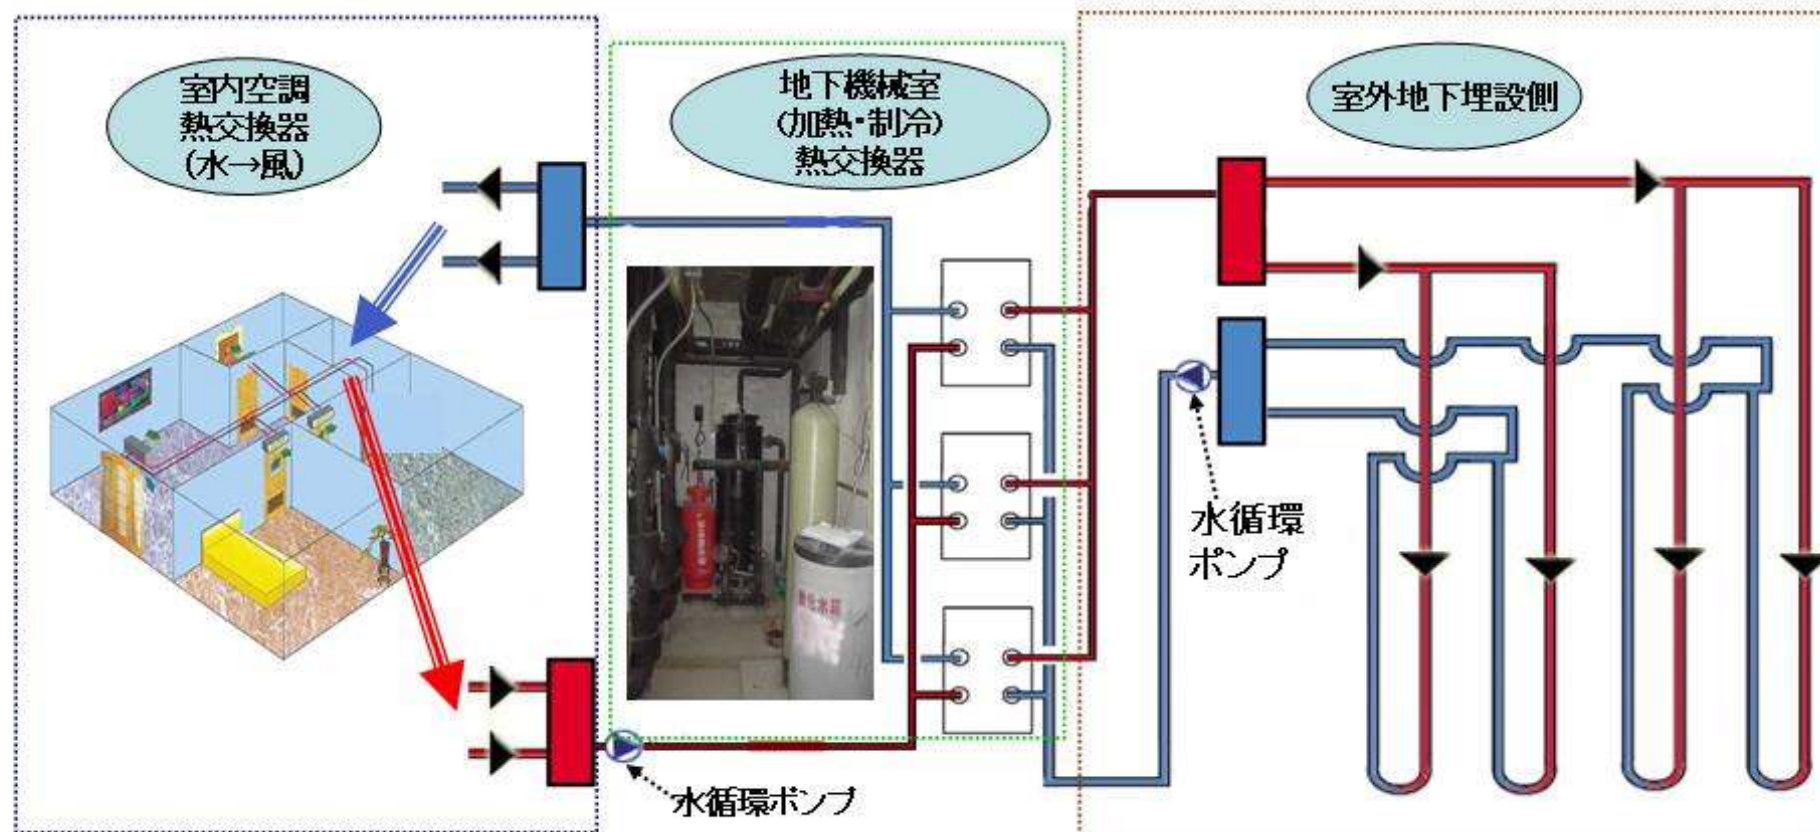 室内空調
熱交換器
(水→風)
地下機械室
(加熱・制冷)
熱交換器
室外地下埋設側
水循環
ポンプ
水循環ポンプ